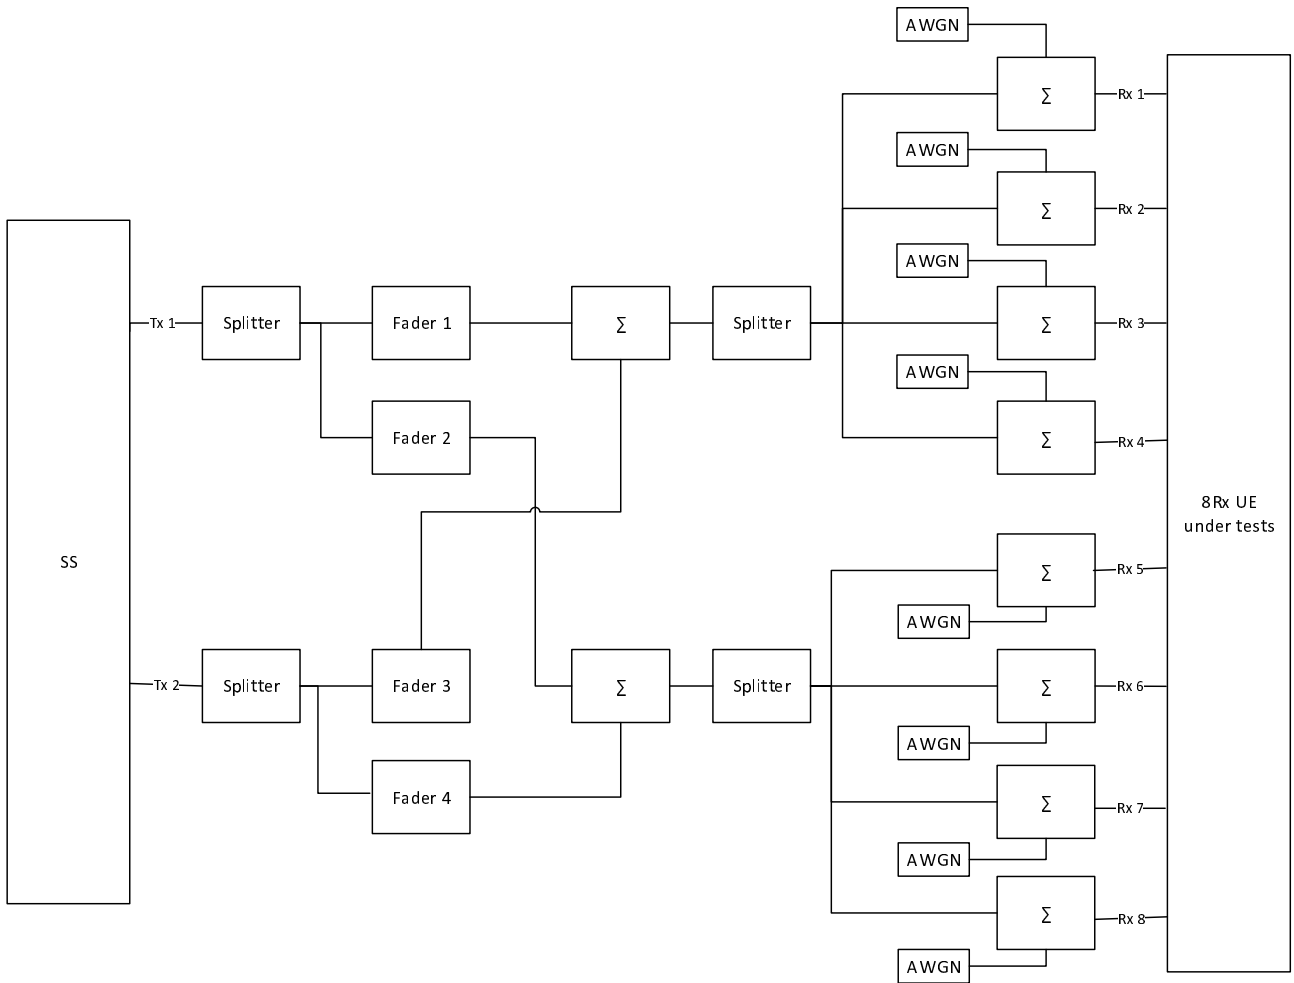 AWGN
∑
Rx 1
AWGN
∑
Rx 2
AWGN
Tx 1
Splitter
Fader 1
∑
Splitter
∑
Rx 3
AWGN
Fader 2
∑
Rx 4
8Rx UE
under tests
SS
∑
Rx 5
AWGN
Tx 2
Splitter
Fader 3
∑
Splitter
∑
Rx 6
AWGN
Fader 4
∑
Rx 7
AWGN
∑
Rx 8
AWGN